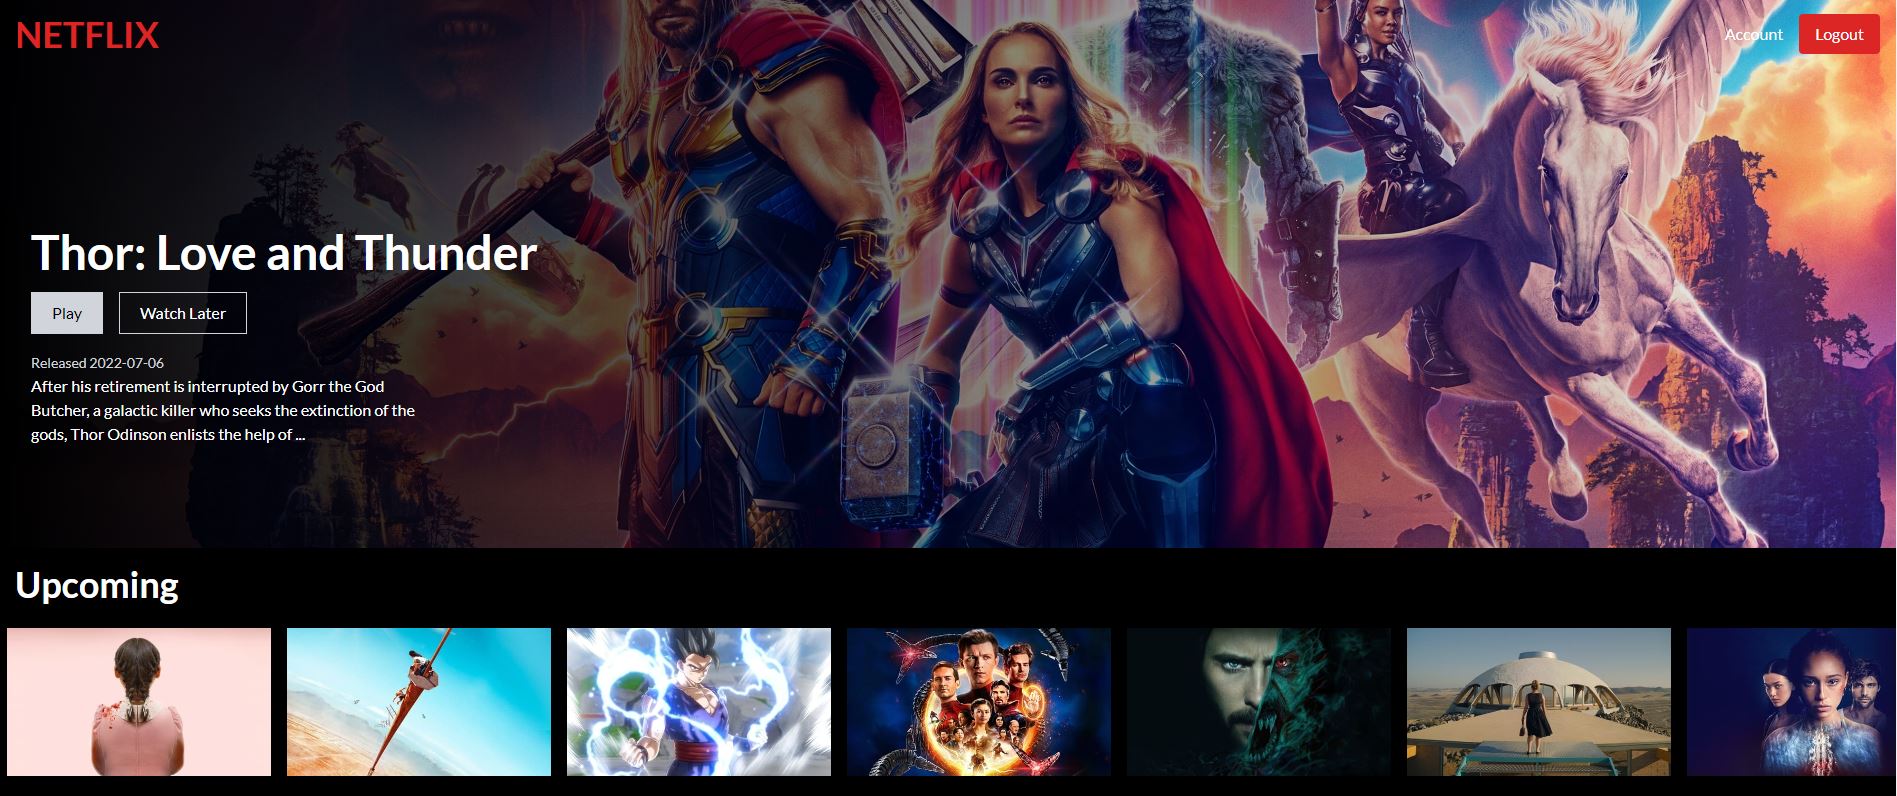 NETFLIX
Account
Logout
Thor: Love and Thunder
Play
Watch Later
Released 2022-07-06
After his retirement is interrupted by Gorr the God
Butcher, a galactic killer who seeks the extinction of the
gods, Thor Odinson enlists the help of ...
Upcoming